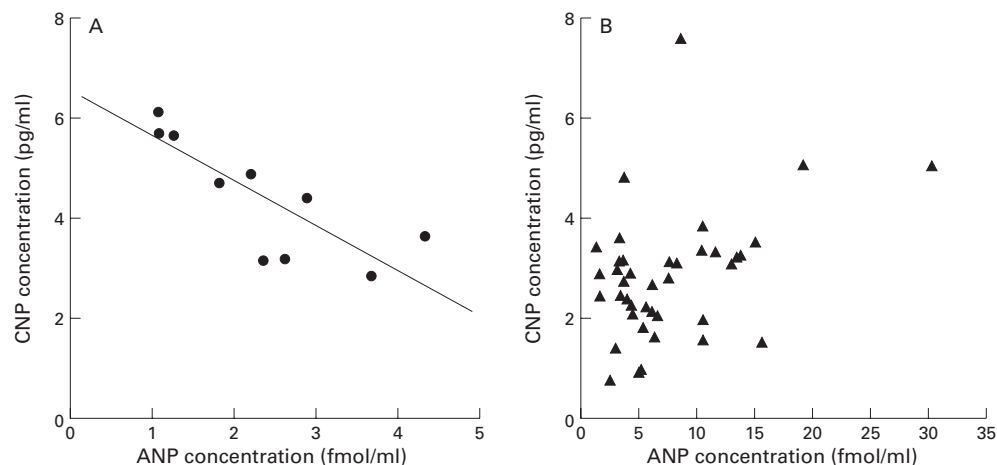 A
8
6
4
2
0
CNP concentration (pg/ml)
0 1 2 3 4 5
ANP concentration (fmol/ml)
B
8
6
4
2
0
CNP concentration (pg/ml)
0 5 10 15 20 25 30 35
ANP concentration (fmol/ml)